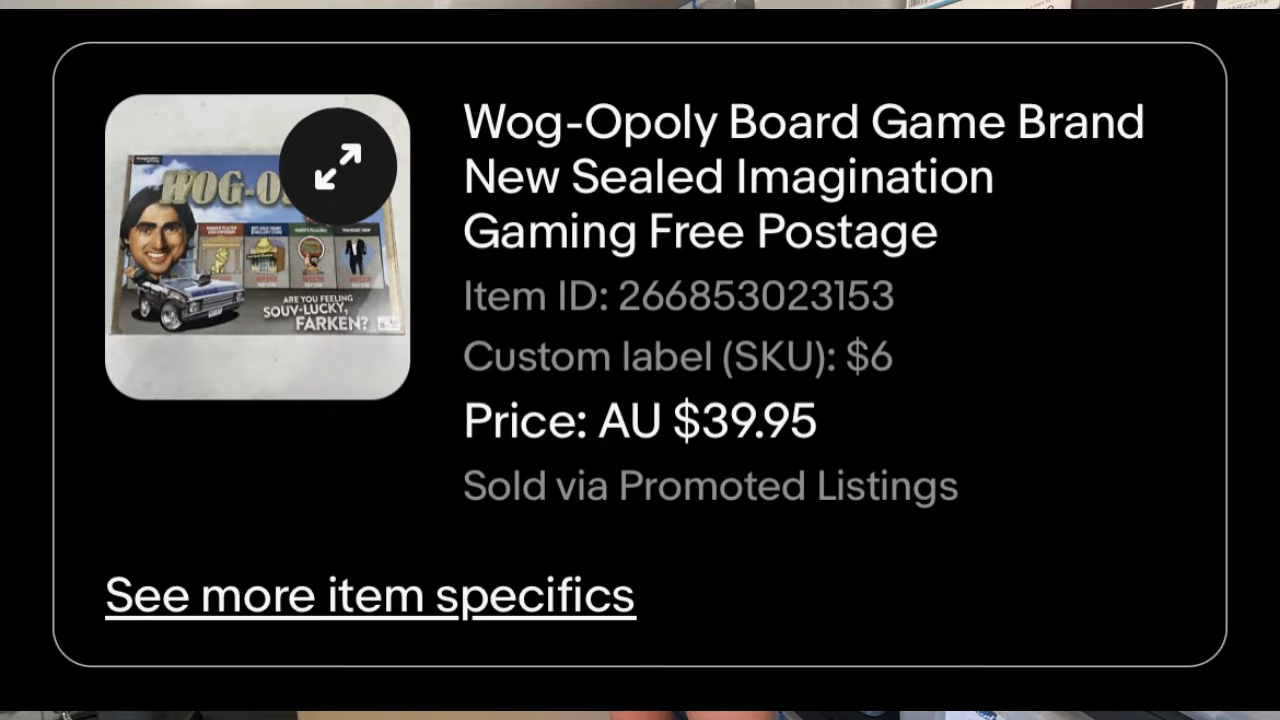 Wog-Opoly Board Game Brand
New Sealed Imagination
Gaming Free Postage
Item ID: 266853023153
Custom label (SKU): $6
Price: AU $39.95
Sold via Promoted Listings
See more item specifics
WOG-O
ARE YOU FEELING
SOUV-LUCKY,
FARKEN?